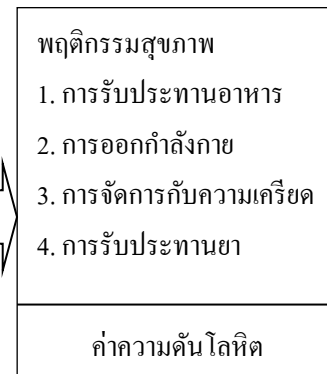 พฤติกรรมสุขภาพ
1. การรับประทานอาหาร
2. การออกกำลังกาย
3. การจัดการกับความเครียด
4. การรับประทานยา
ค่าความดันโลหิต